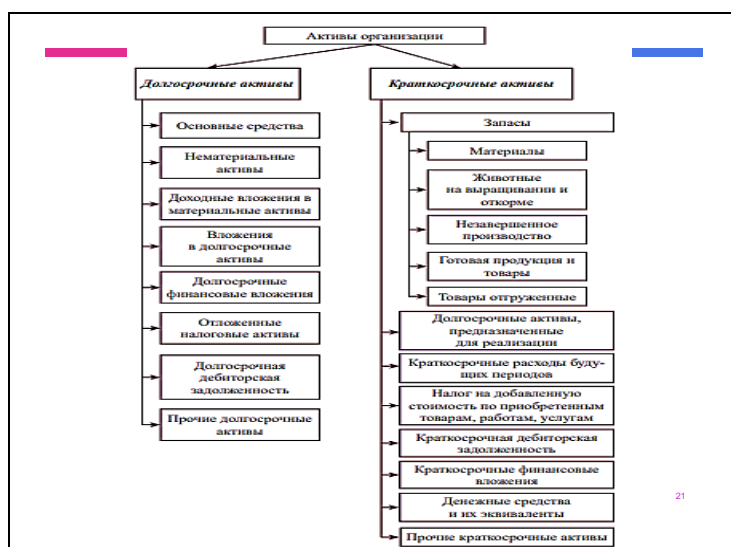 Активы организации
Долгосрочные активы
Основные средства
Нематериальные
активы
Доходные вложения в
материальные активы
Вложения
в долгосрочные
активы
Долгосрочные
финансовые вложения
Отложенные
налоговые активы
Долгосрочная
дебиторская
задолженность
Прочие долгосрочные
активы
Краткосрочные активы
Запасы
Материалы
Животные
на выращивании и
откорме
Незавершенное
производство
Готовая продукция и
товары
Товары отгруженные
Долгосрочные активы,
предназначенные
для реализации
Краткосрочные расходы буду-
щих периодов
Налог на добавленную
стоимость по приобретенным
товарам, работам, услугам
Краткосрочная дебиторская
задолженность
Краткосрочные финансовые
вложения
Денежные средства
и их эквиваленты
Прочие краткосрочные активы
21